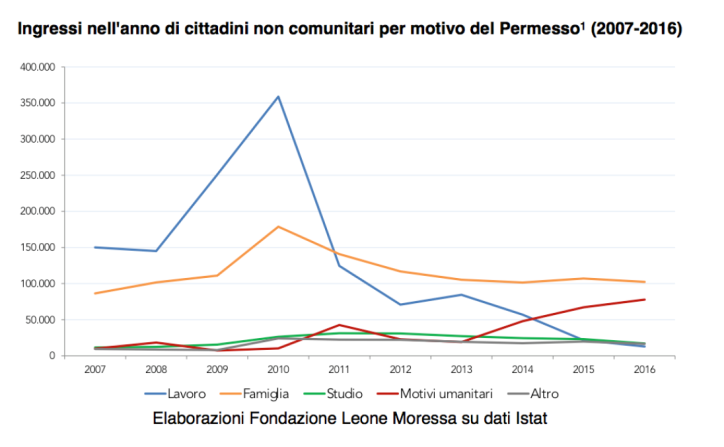 Ingressi nell'anno di cittadini non comunitari per motivo del Permesso¹ (2007-2016)
400.000
350.000
300.000
250.000
200.000
150.000
100.000
50.000
0
2007 2008 2009 2010 2011 2012 2013 2014 2015 2016
Lavoro Famiglia Studio Motivi umanitari Altro
Elaborazioni Fondazione Leone Moressa su dati Istat